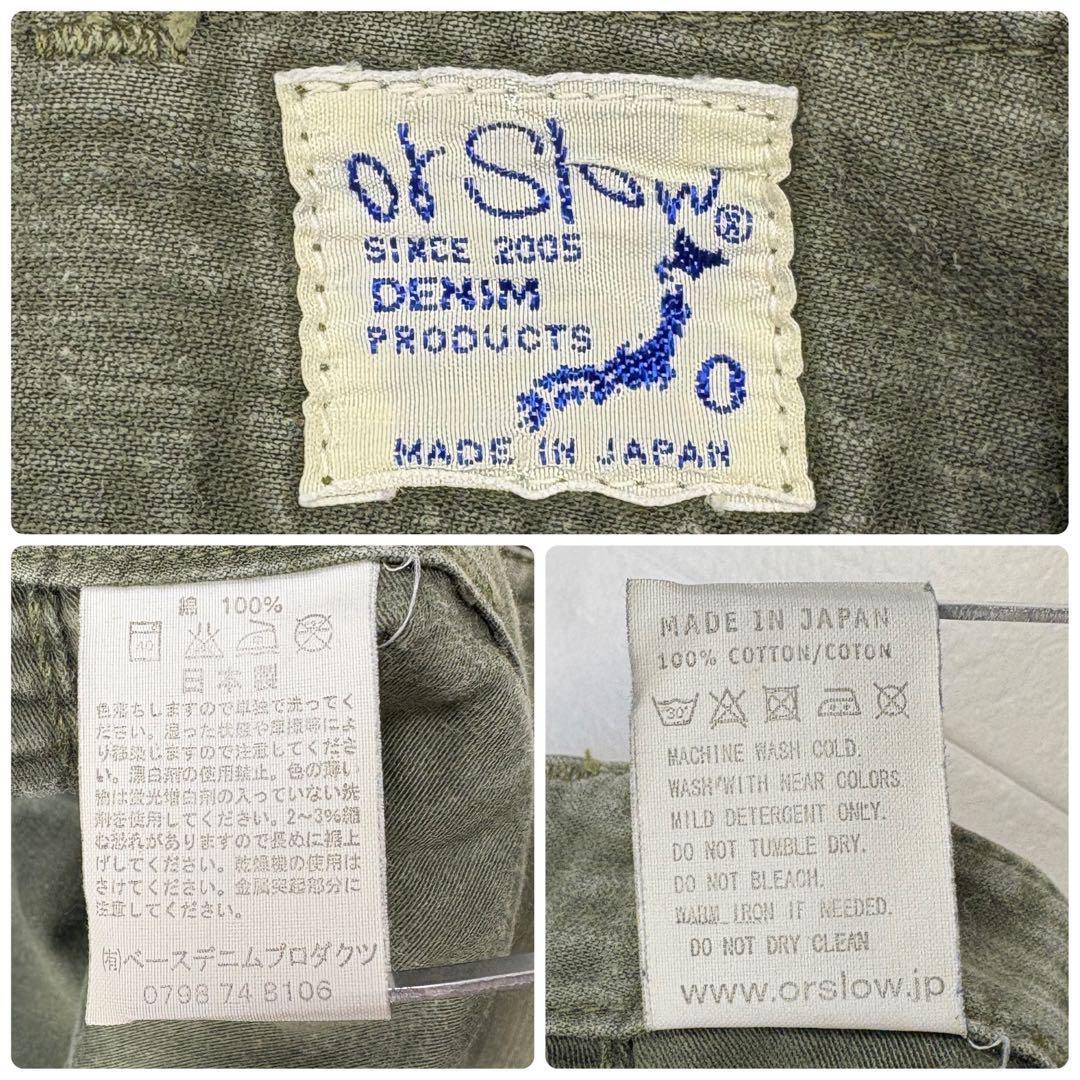 or Slow®
SINCE 2005
DENIM
PRODUCTS
0
MADE IN JAPAN
綿 100%
40
日本製
色落ちしますので単独で洗ってく
ださい。湿った状態や摩擦等によ
り移染しますので注意してくださ
い。漂白剤の使用禁止。色の薄い
物は蛍光増白剤の入っていない洗
剤を使用してください。2~3%縮
む恐れがありますので長めに裾上
げしてください。乾燥機の使用は
さけてください。金属突起部分に
注意してください。
(有)ベースデニムプロダクツ
0798 74 8106
MADE IN JAPAN
100% COTTON/COTON
30°
MACHINE WASH COLD.
WASH WITH NEAR COLORS.
MILD DETERGENT ONLY.
DO NOT TUMBLE DRY.
DO NOT BLEACH.
WARM IRON IF NEEDED.
DO NOT DRY CLEAN
www.orslow.jp